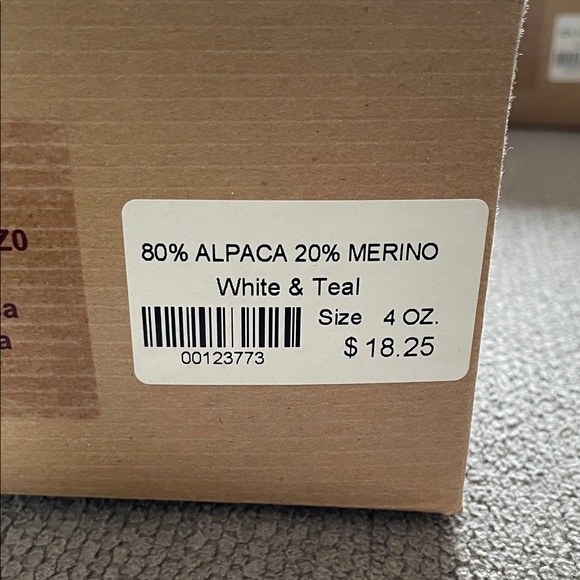 80% ALPACA 20% MERINO
White & Teal
Size 4 OZ.
00123773
$ 18.25